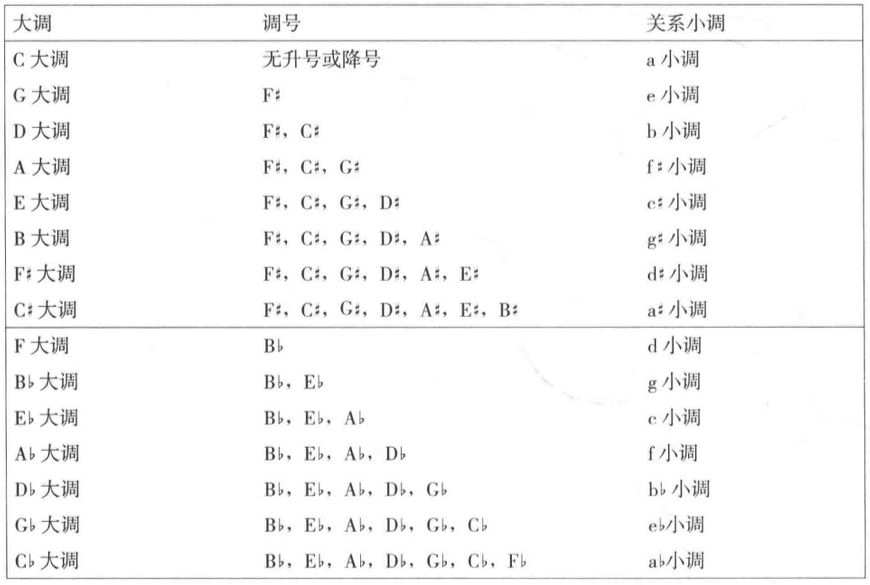 大调 调号 关系小调
C 大调 无升号或降号 a 小调
G 大调 F♯ e 小调
D 大调 F♯, C♯ b 小调
A 大调 F♯, C♯, G♯ f♯ 小调
E 大调 F♯, C♯, G♯, D♯ c♯ 小调
B 大调 F♯, C♯, G♯, D♯, A♯ g♯ 小调
F♯ 大调 F♯, C♯, G♯, D♯, A♯, E♯ d♯ 小调
C♯ 大调 F♯, C♯, G♯, D♯, A♯, E♯, B♯ a♯ 小调
F 大调 B♭ d 小调
B♭ 大调 B♭, E♭ g 小调
E♭ 大调 B♭, E♭, A♭ c 小调
A♭ 大调 B♭, E♭, A♭, D♭ f 小调
D♭ 大调 B♭, E♭, A♭, D♭, G♭ b♭ 小调
G♭ 大调 B♭, E♭, A♭, D♭, G♭, C♭ e♭小调
C♭ 大调 B♭, E♭, A♭, D♭, G♭, C♭, F♭ a♭小调